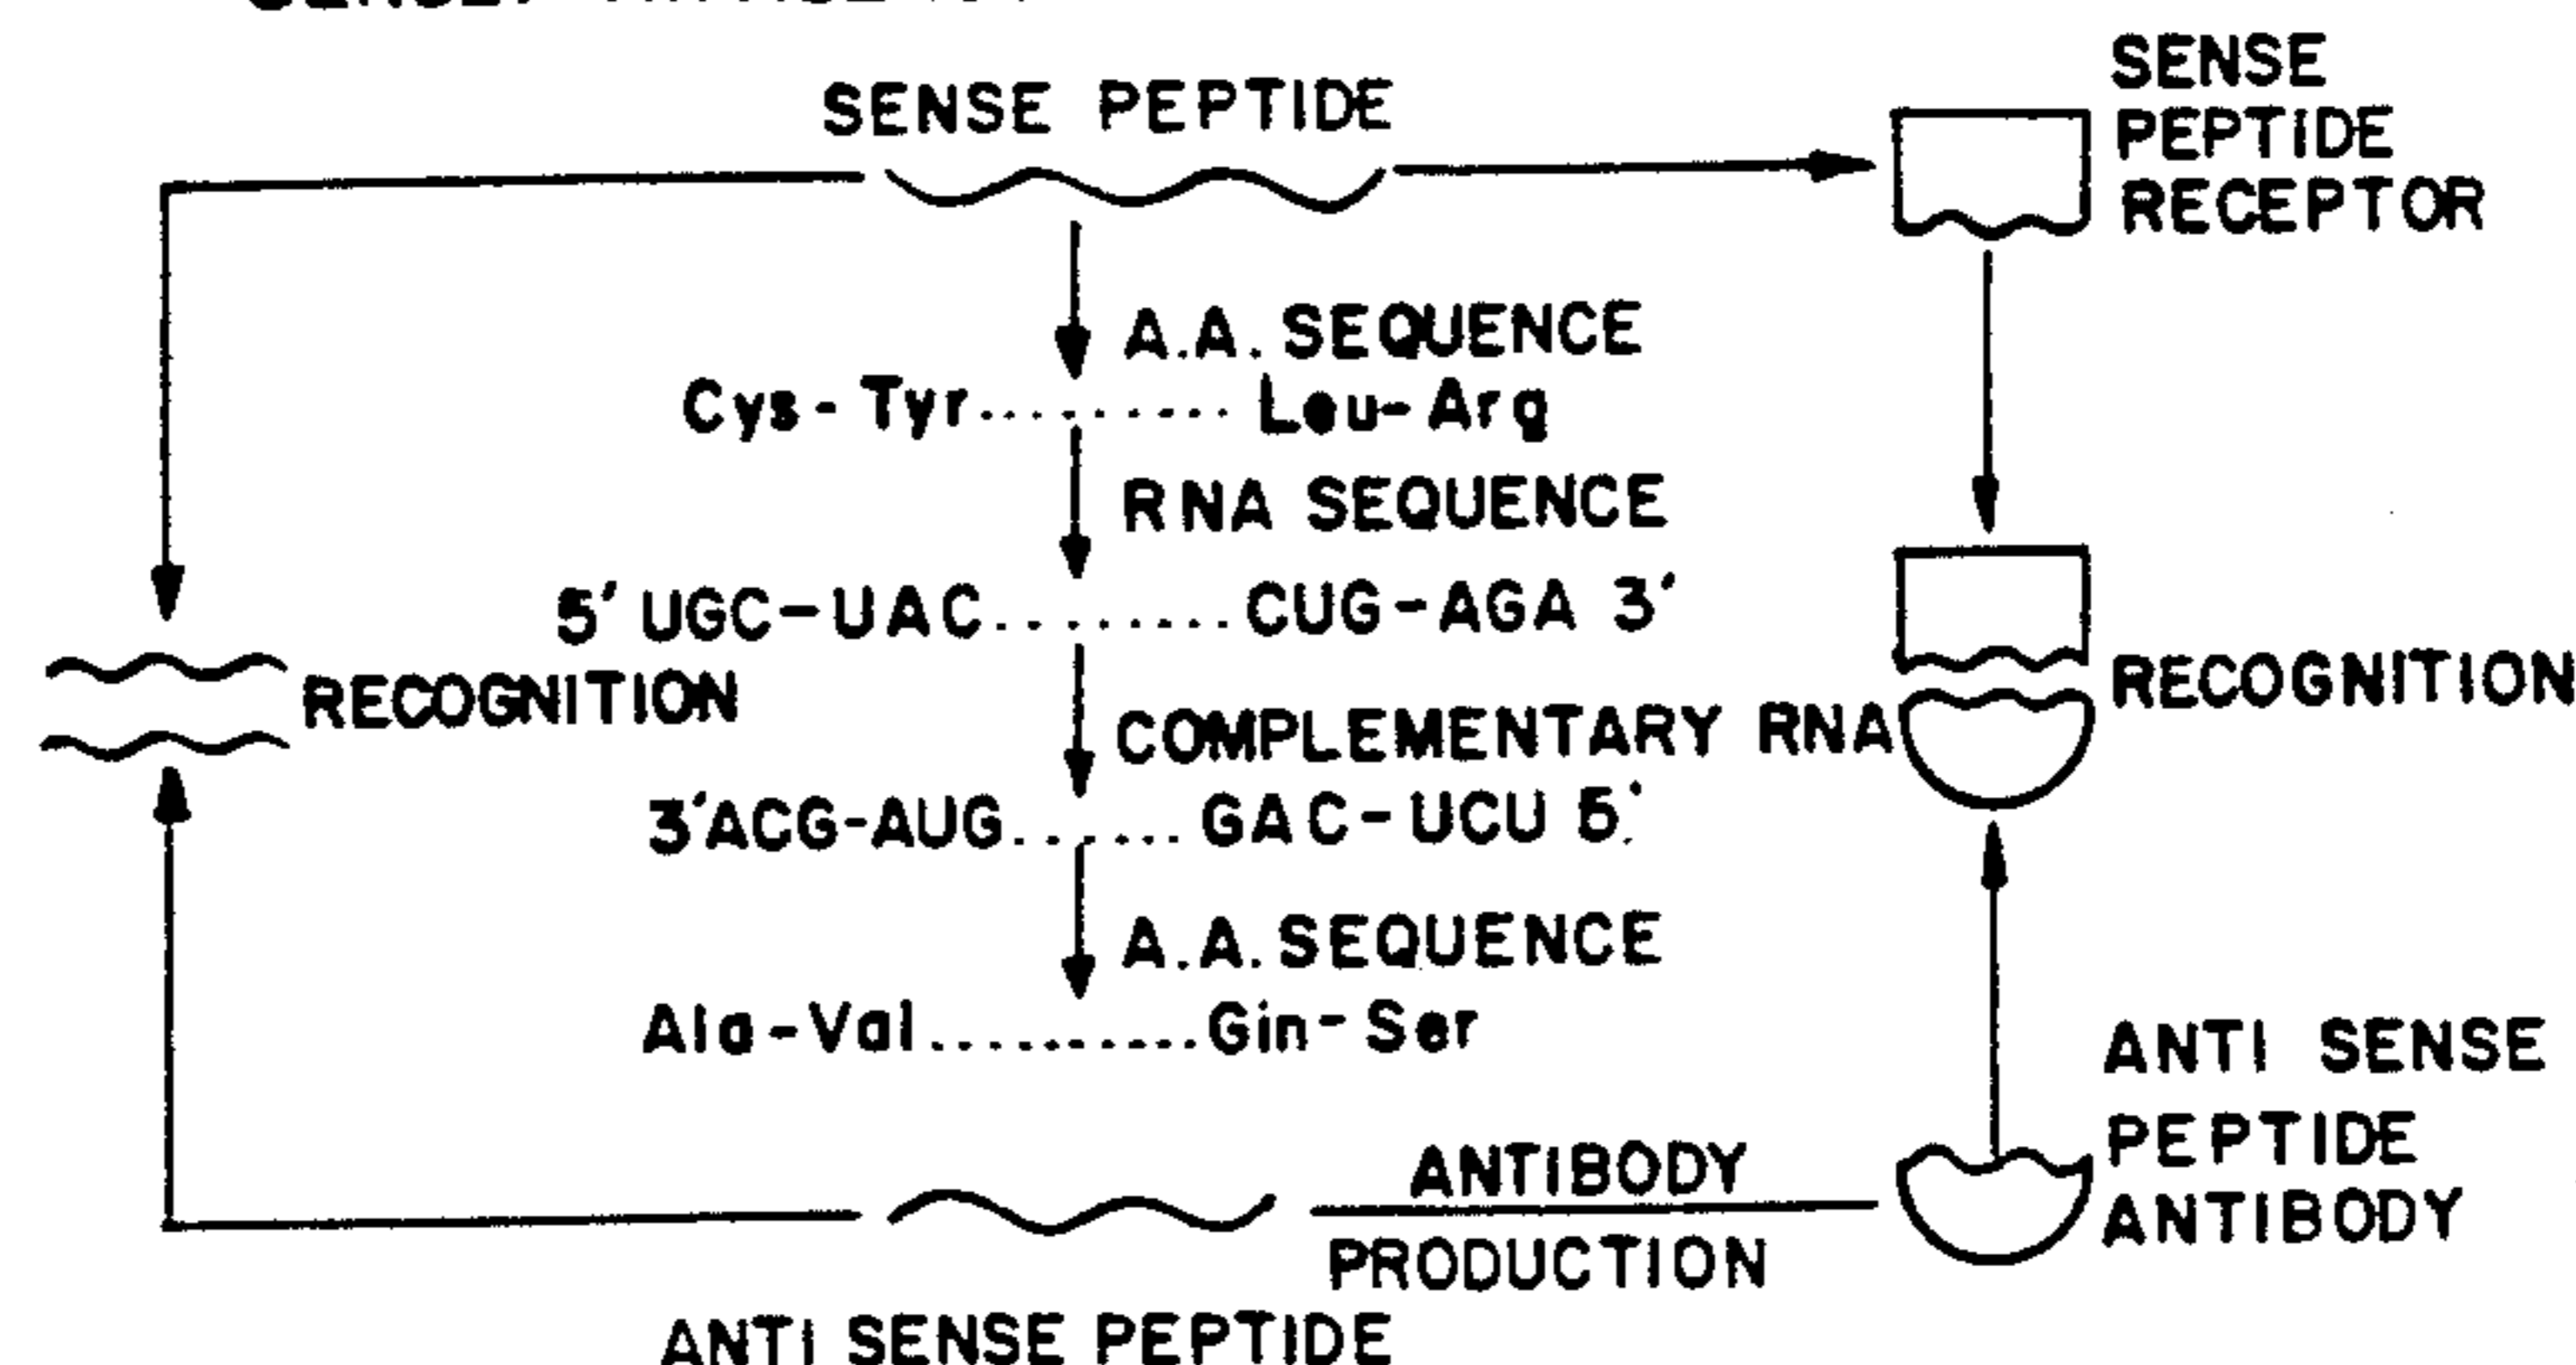 SENSE PEPTIDE
SENSE
PEPTIDE
RECEPTOR
A.A. SEQUENCE
Cys-Tyr.......... Leu-Arg
RNA SEQUENCE
5' UGC-UAC......... CUG-AGA 3'
RECOGNITION
RECOGNITION
COMPLEMENTARY RNA
3'ACG-AUG....... GAC-UCU 5'
A.A. SEQUENCE
Ala-Val..........Gin-Ser
ANTI SENSE
PEPTIDE
ANTIBODY
ANTIBODY
PRODUCTION
ANTI SENSE PEPTIDE